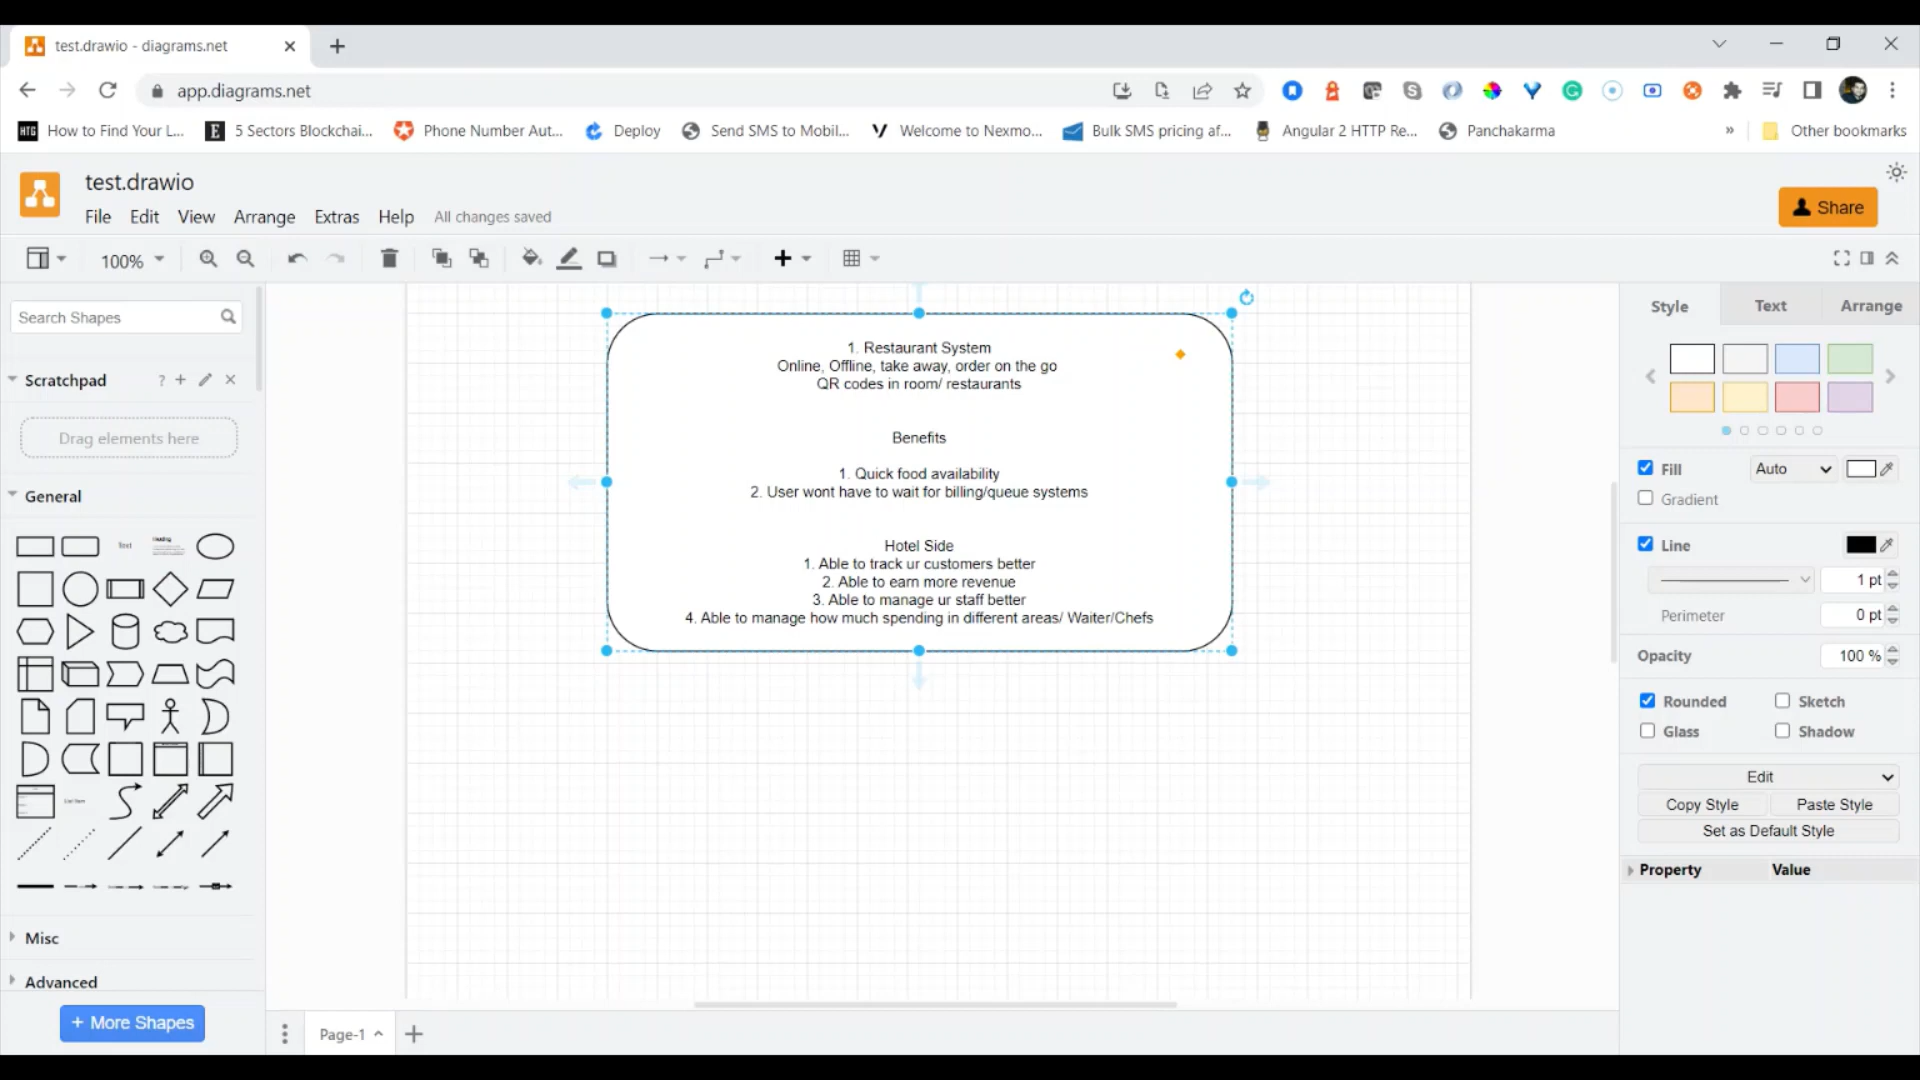 test.drawio - diagrams.net
app.diagrams.net
HTG How to Find Your L...
E 5 Sectors Blockchai...
Phone Number Aut...
Deploy
Send SMS to Mobil...
Welcome to Nexmo...
Bulk SMS pricing af...
Angular 2 HTTP Re...
Panchakarma
»
Other bookmarks
test.drawio
Share
File Edit View Arrange Extras Help All changes saved
100%
Search Shapes
Scratchpad ?
Drag elements here
General
Text
Heading
List Item
Misc
Advanced
+ More Shapes
1. Restaurant System
Online, Offline, take away, order on the go
QR codes in room/ restaurants
Benefits
1. Quick food availability
2. User wont have to wait for billing/queue systems
Hotel Side
1. Able to track ur customers better
2. Able to earn more revenue
3. Able to manage ur staff better
4. Able to manage how much spending in different areas/ Waiter/Chefs
Page-1
Style Text Arrange
Fill Auto
Gradient
Line
1 pt
Perimeter 0 pt
Opacity 100 %
Rounded Sketch
Glass Shadow
Edit
Copy Style Paste Style
Set as Default Style
Property Value